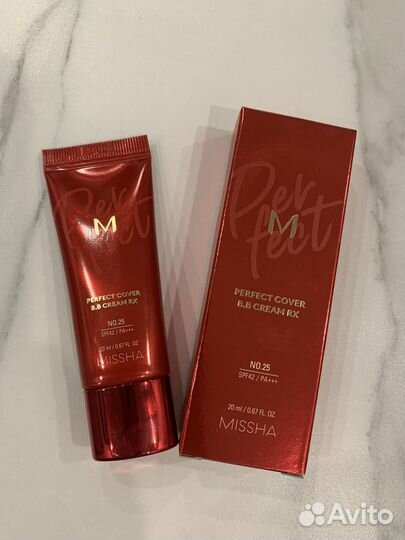 Perfect
M
PERFECT COVER
B.B CREAM RX
NO.25
SPF42 / PA+++
20 ml / 0.67 FL. OZ
MISSHA
Per
fect
M
PERFECT COVER
B.B CREAM RX
NO.25
SPF42 / PA+++
20 ml / 0.67 FL. OZ
MISSHA
Avito